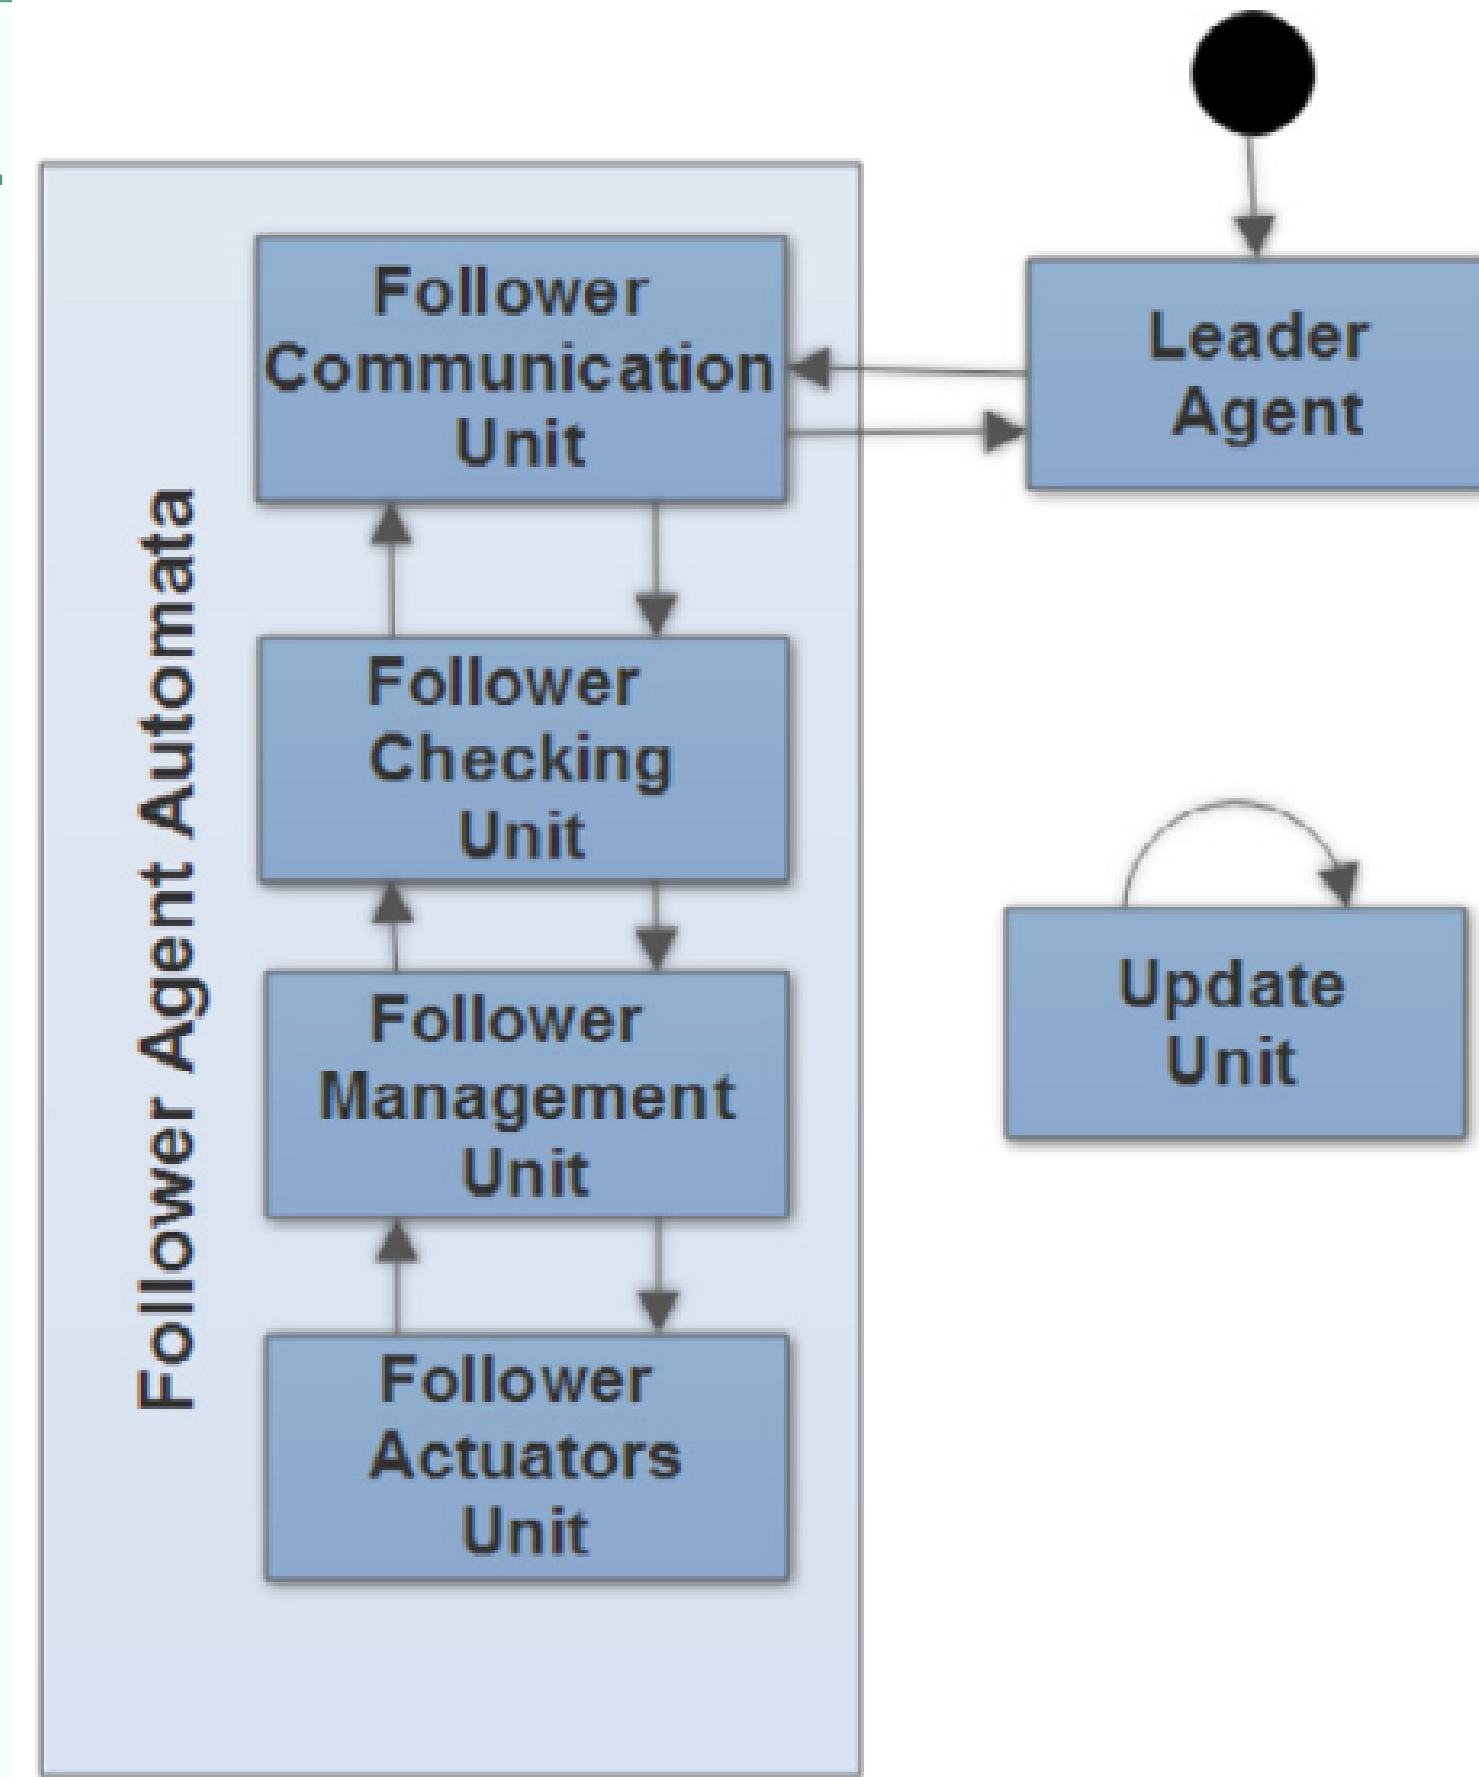 Follower
Communication
Unit
Leader
Agent
Follower Agent Automata
Follower
Checking
Unit
Follower
Management
Unit
Update
Unit
Follower
Actuators
Unit